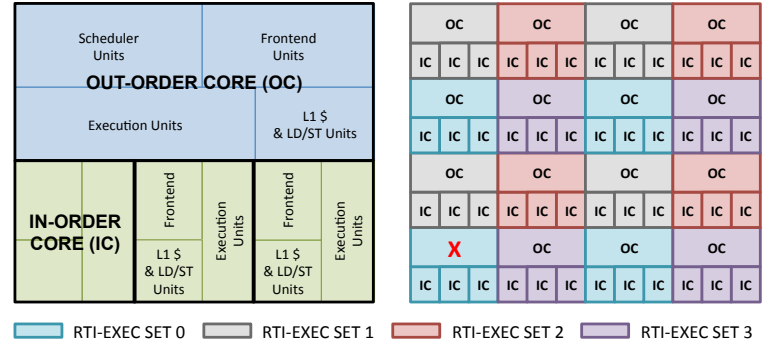 Scheduler
Units
Frontend
Units
OUT-ORDER CORE (OC)
Execution Units
L1 $
& LD/ST Units
IN-ORDER
CORE (IC)
Frontend
L1 $
& LD/ST
Units
Execution
Units
Frontend
L1 $
& LD/ST
Units
Execution
Units
OC OC OC OC
IC IC IC IC IC IC IC IC IC IC IC IC
OC OC OC OC
IC IC IC IC IC IC IC IC IC IC IC IC
OC OC OC OC
IC IC IC IC IC IC IC IC IC IC IC IC
X OC OC OC
IC IC IC IC IC IC IC IC IC IC IC IC
RTI-EXEC SET 0 RTI-EXEC SET 1 RTI-EXEC SET 2 RTI-EXEC SET 3